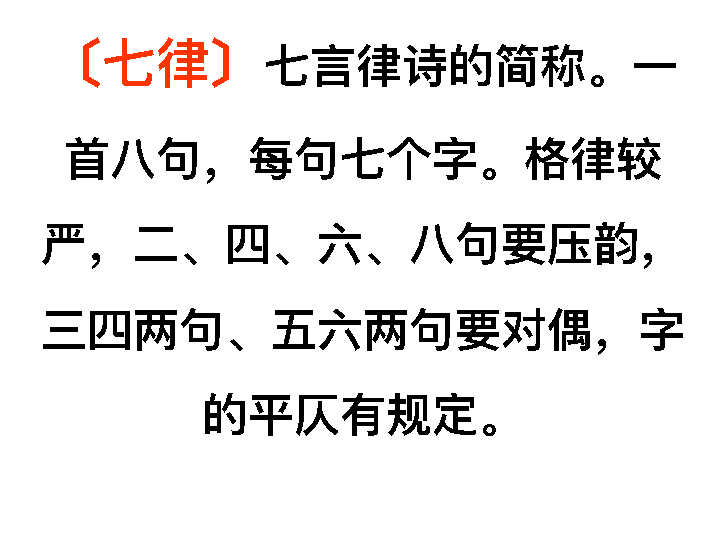 〔七律〕七言律诗的简称。一
首八句，每句七个字。格律较
严，二、四、六、八句要压韵，
三四两句、五六两句要对偶，字
的平仄有规定。